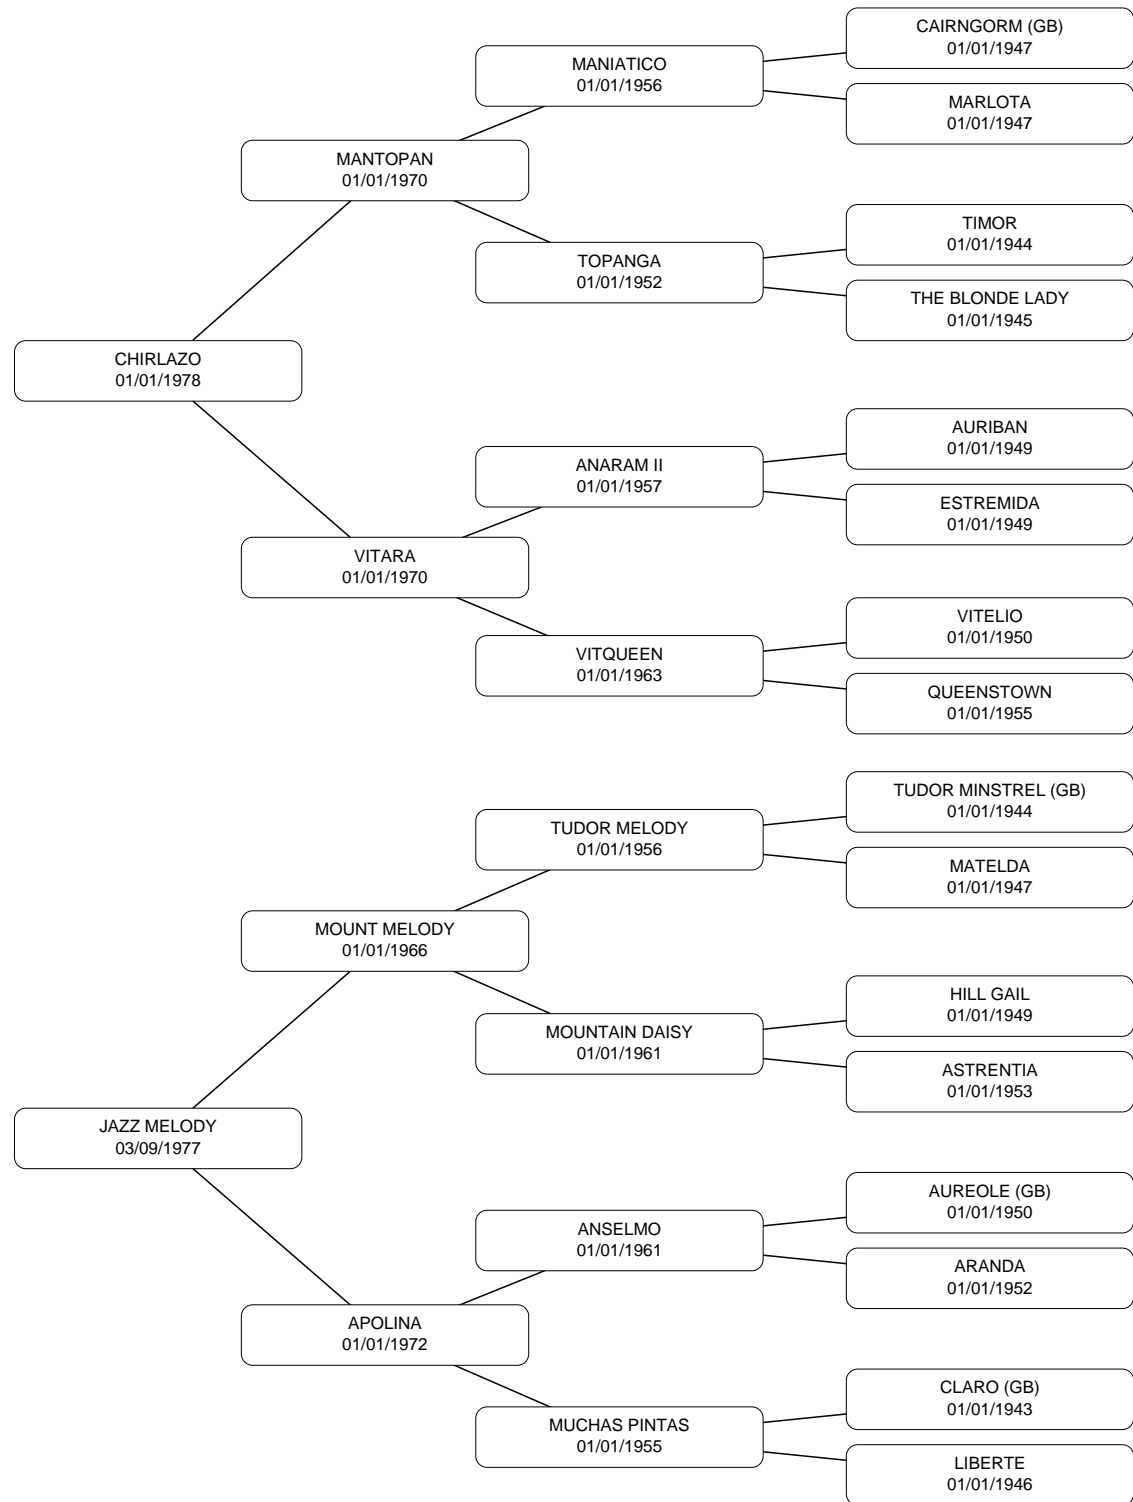 CAIRNGORM (GB)
01/01/1947
MANIATICO
01/01/1956
MARLOTA
01/01/1947
MANTOPAN
01/01/1970
TIMOR
01/01/1944
TOPANGA
01/01/1952
THE BLONDE LADY
01/01/1945
CHIRLAZO
01/01/1978
AURIBAN
01/01/1949
ANARAM II
01/01/1957
ESTREMIDA
01/01/1949
VITARA
01/01/1970
VITELIO
01/01/1950
VITQUEEN
01/01/1963
QUEENSTOWN
01/01/1955
TUDOR MINSTREL (GB)
01/01/1944
TUDOR MELODY
01/01/1956
MATELDA
01/01/1947
MOUNT MELODY
01/01/1966
HILL GAIL
01/01/1949
MOUNTAIN DAISY
01/01/1961
ASTRENTIA
01/01/1953
JAZZ MELODY
03/09/1977
AUREOLE (GB)
01/01/1950
ANSELMO
01/01/1961
ARANDA
01/01/1952
APOLINA
01/01/1972
CLARO (GB)
01/01/1943
MUCHAS PINTAS
01/01/1955
LIBERTE
01/01/1946